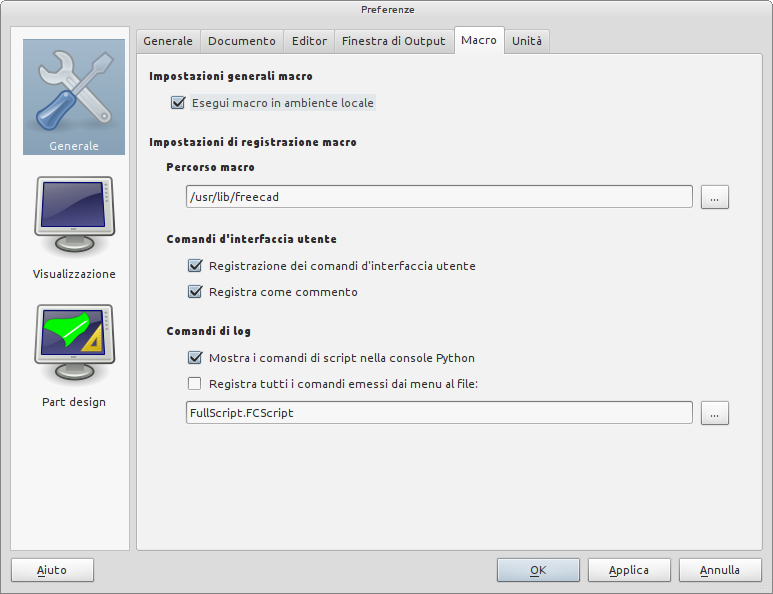 Preferenze
Generale
Visualizzazione
Part design
Generale Documento Editor Finestra di Output Macro Unità
Impostazioni generali macro
Esegui macro in ambiente locale
Impostazioni di registrazione macro
Percorso macro
/usr/lib/freecad ...
Comandi d'interfaccia utente
Registrazione dei comandi d'interfaccia utente
Registra come commento
Comandi di log
Mostra i comandi di script nella console Python
Registra tutti i comandi emessi dai menu al file:
FullScript.FCScript ...
Aiuto OK Applica Annulla